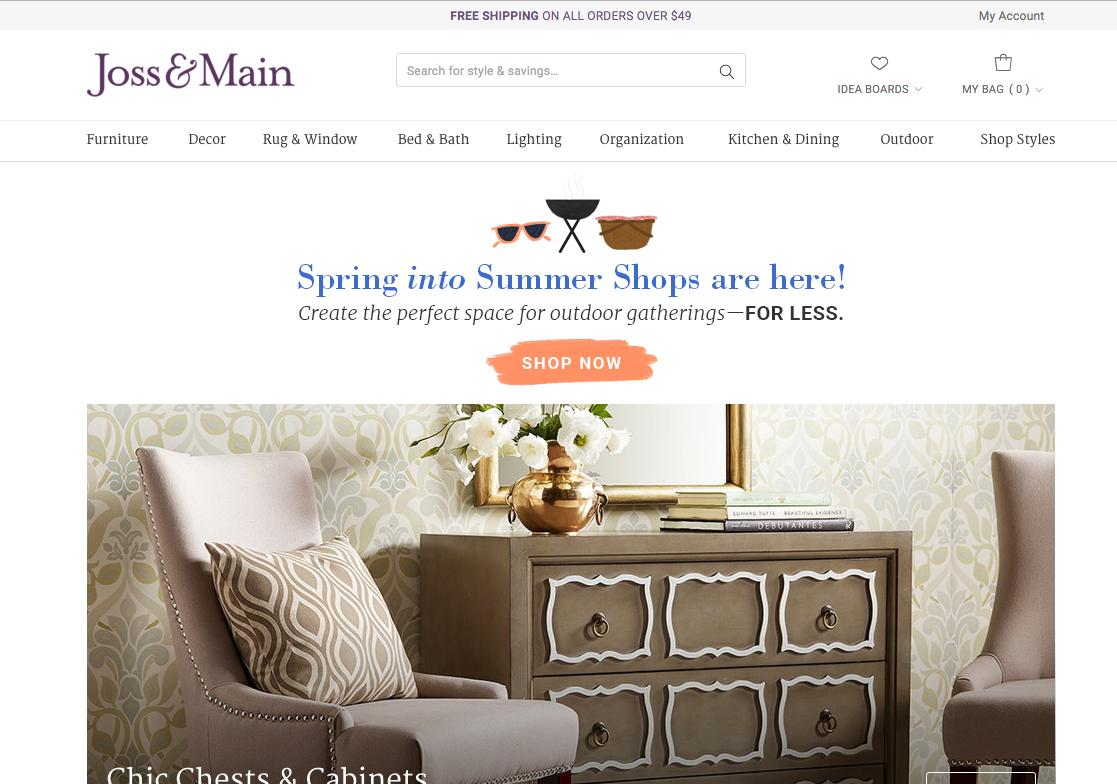 FREE SHIPPING ON ALL ORDERS OVER $49
My Account
Joss&Main
Search for style & savings...
IDEA BOARDS
MY BAG ( 0 )
Furniture
Decor
Rug & Window
Bed & Bath
Lighting
Organization
Kitchen & Dining
Outdoor
Shop Styles
Spring into Summer Shops are here!
Create the perfect space for outdoor gatherings—FOR LESS.
SHOP NOW
EDWARD TUFTE BEAUTIFUL EVIDENCE
DEBUTANTES
Chic Chests & Cabinets